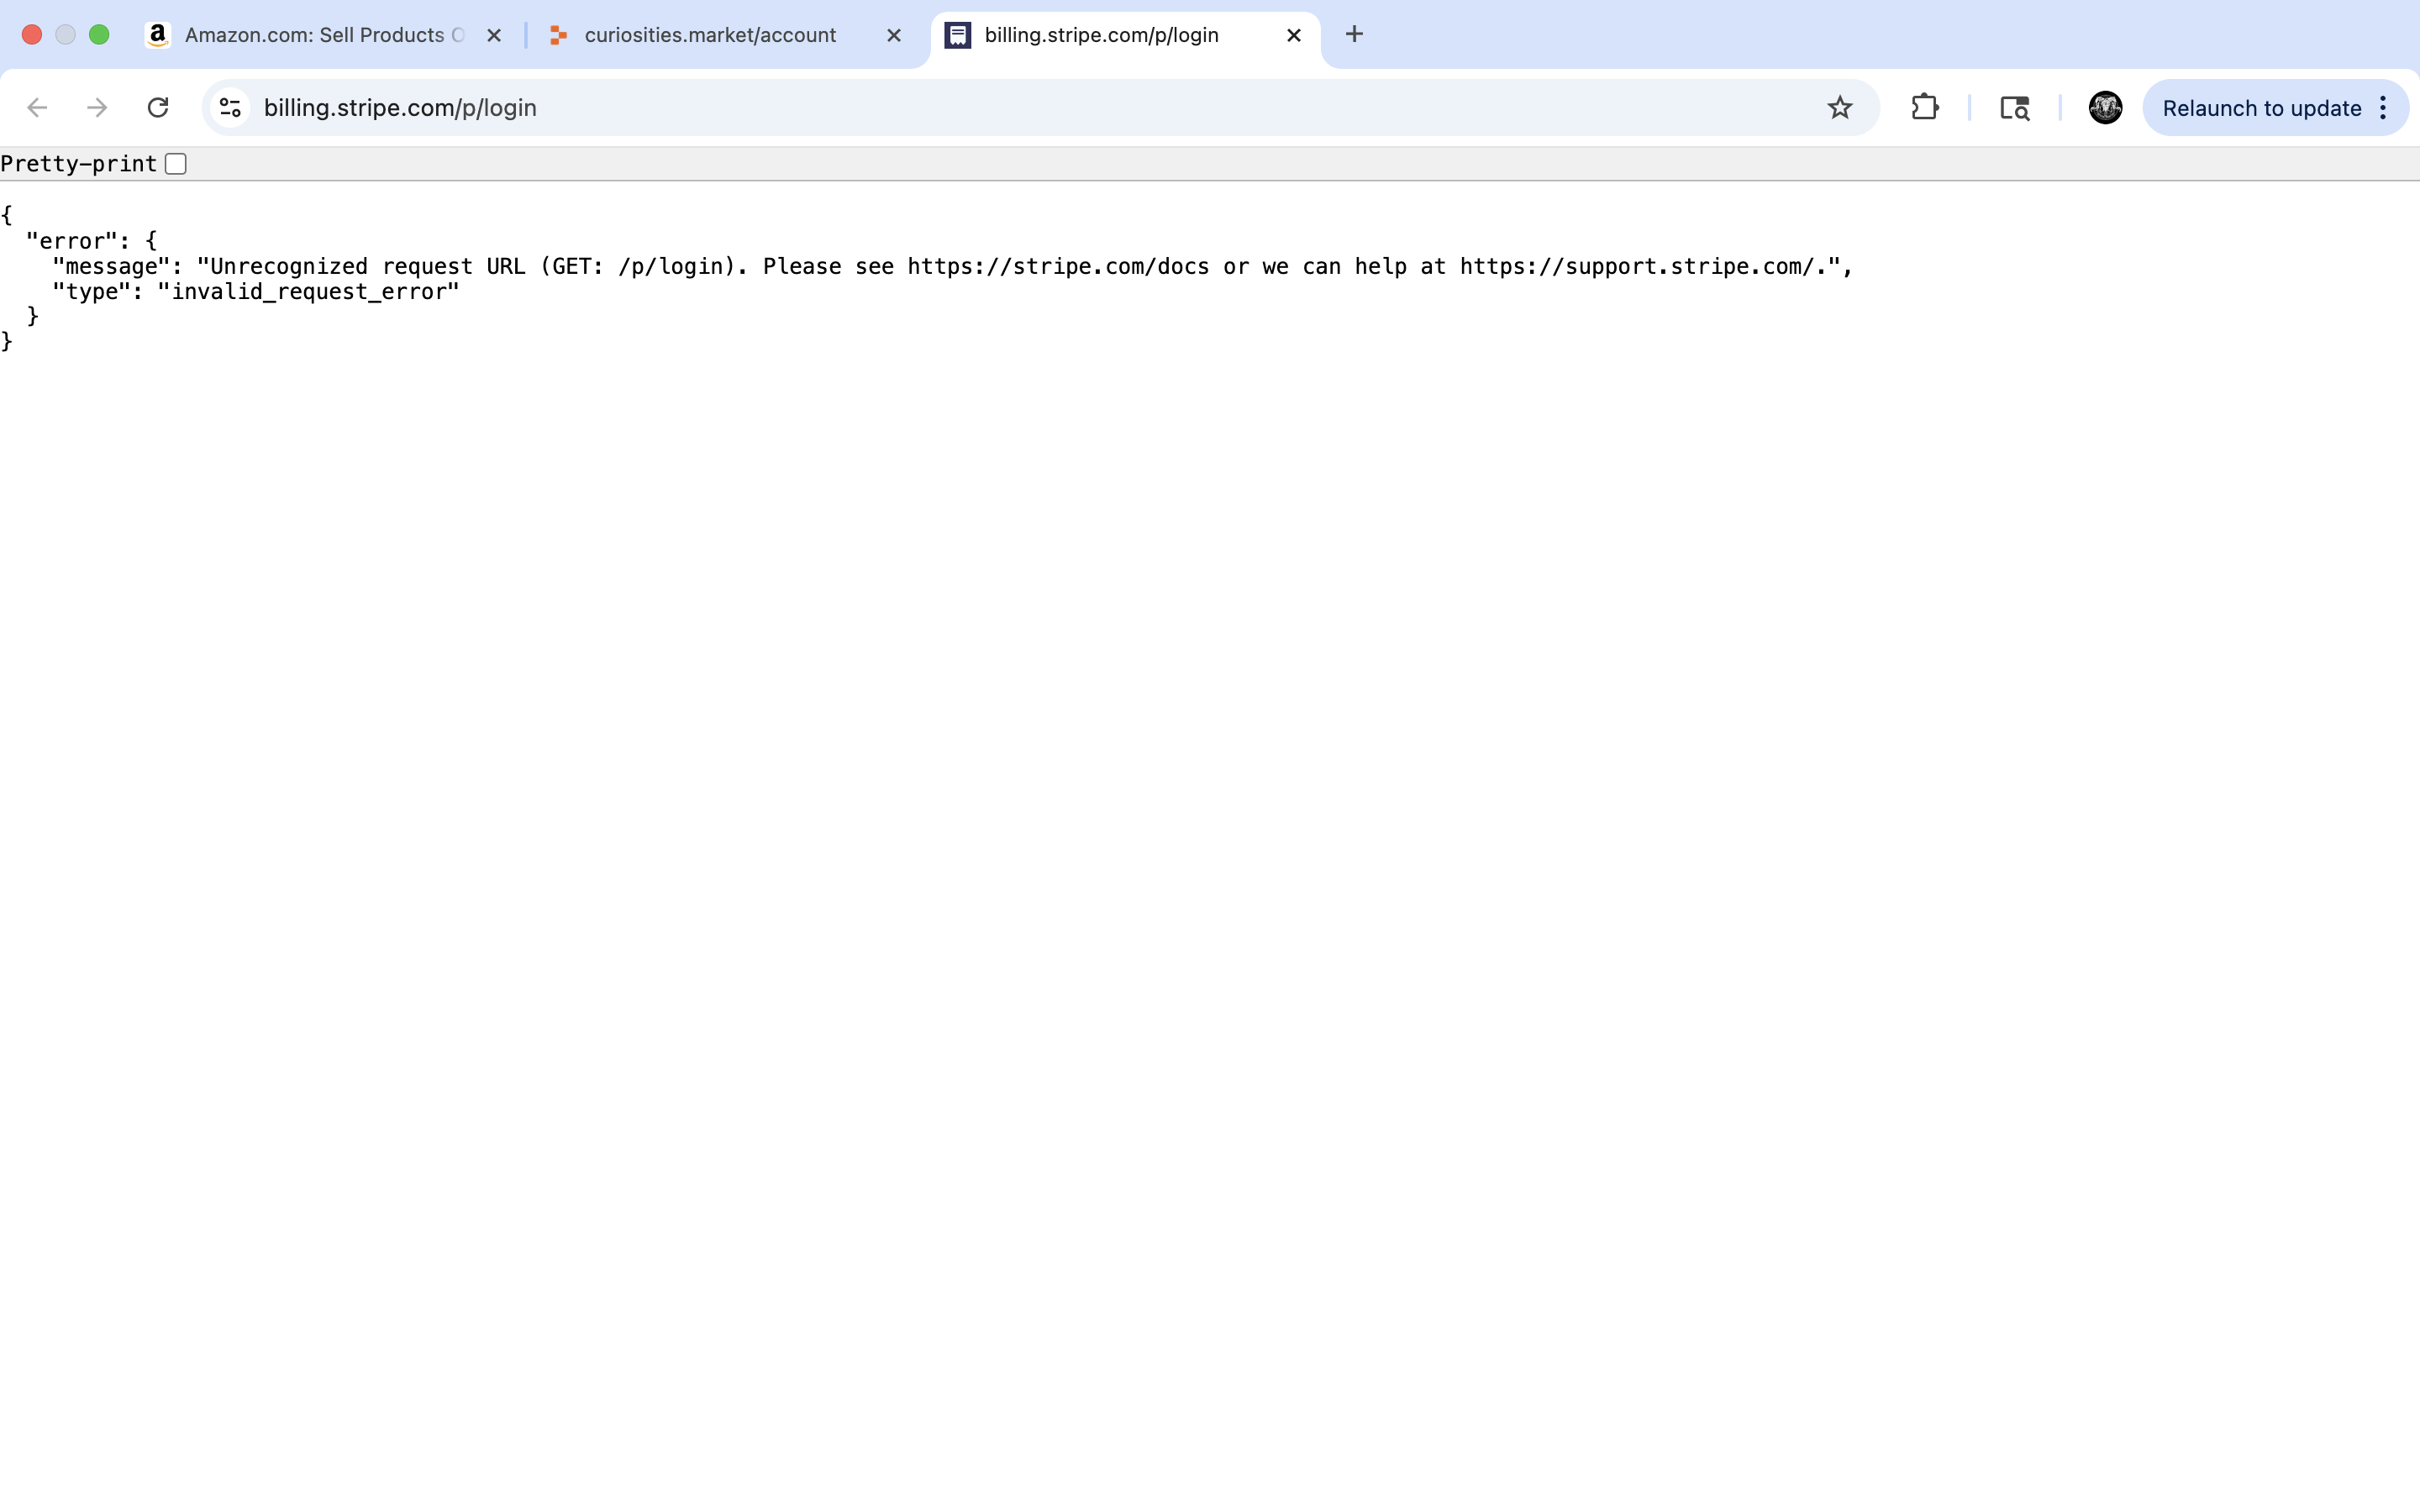 Amazon.com: Sell Products O
curiosities.market/account
billing.stripe.com/p/login
billing.stripe.com/p/login
Relaunch to update
Pretty-print
{
  "error": {
    "message": "Unrecognized request URL (GET: /p/login). Please see https://stripe.com/docs or we can help at https://support.stripe.com/.",
    "type": "invalid_request_error"
  }
}